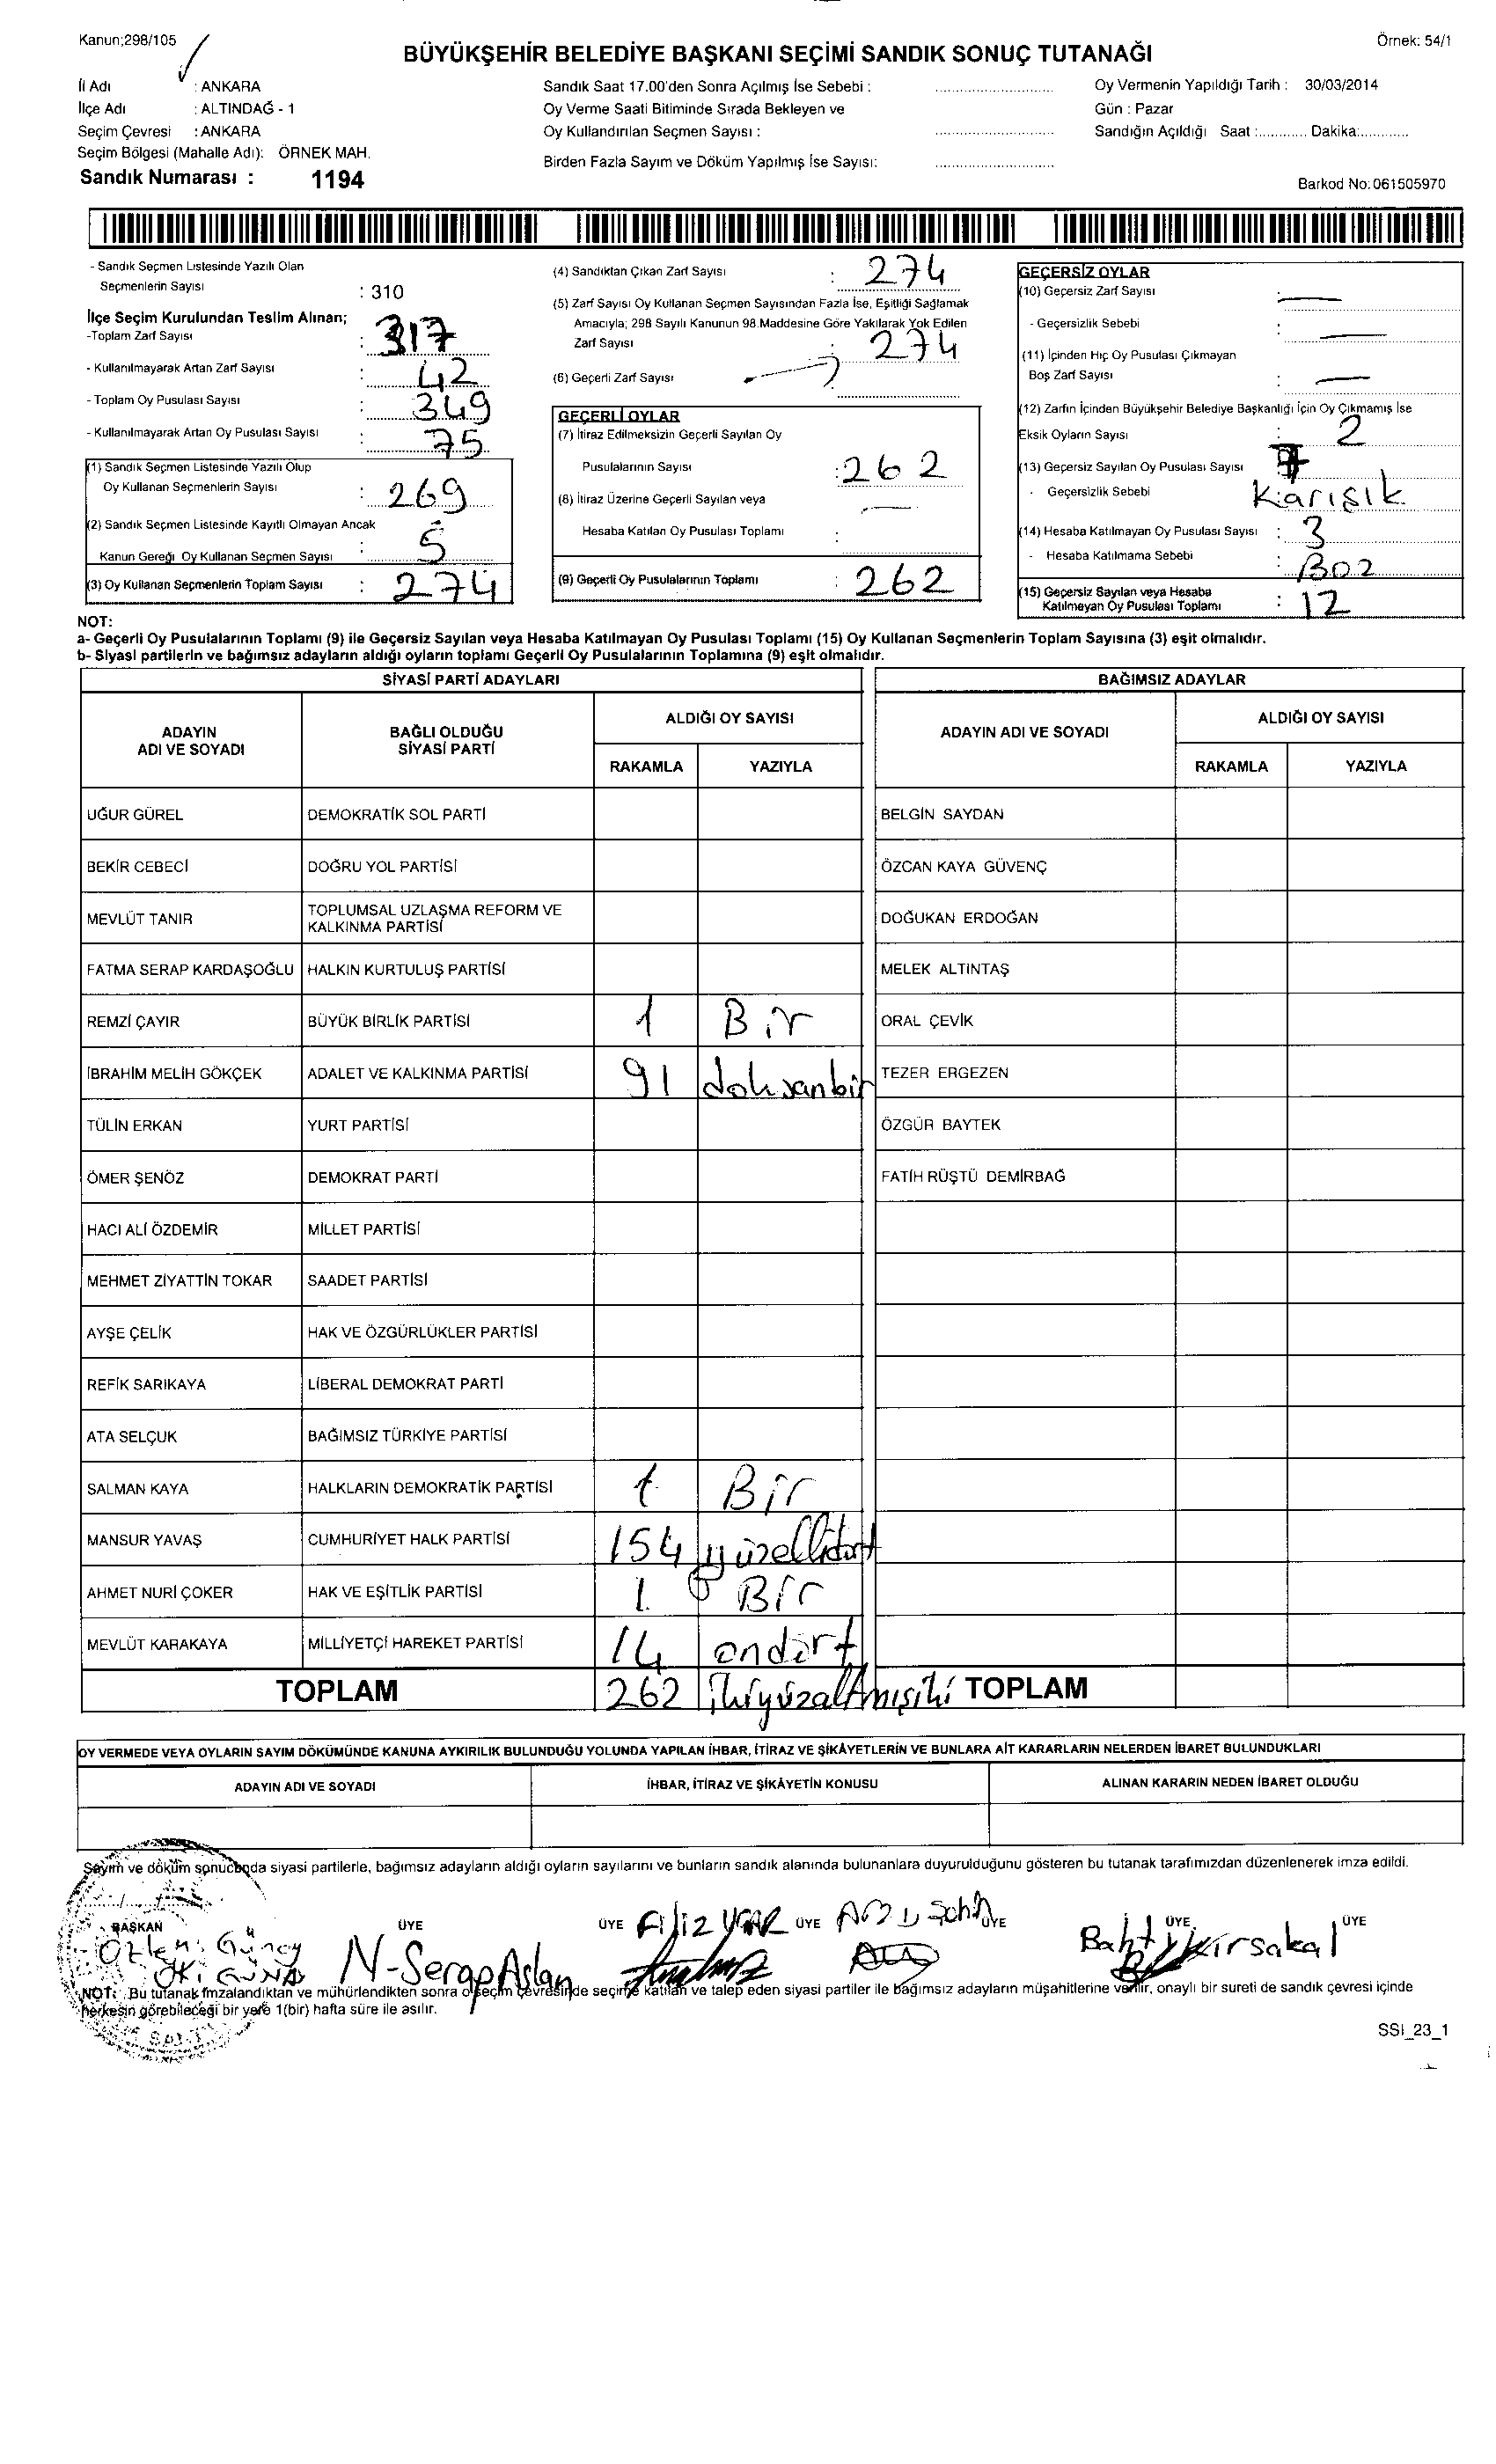 Kanun;298/105
BÜYÜKŞEHİR BELEDİYE BAŞKANI SEÇİMİ SANDIK SONUÇ TUTANAĞI
Örnek: 54/1
İl Adı : ANKARA
İlçe Adı : ALTINDAĞ - 1
Seçim Çevresi : ANKARA
Seçim Bölgesi (Mahalle Adı): ÖRNEK MAH.
Sandık Numarası : 1194
Sandık Saat 17.00'den Sonra Açılmış İse Sebebi :
Oy Verme Saati Bitiminde Sırada Bekleyen ve
Oy Kullandırılan Seçmen Sayısı :
Birden Fazla Sayım ve Döküm Yapılmış İse Sayısı:
Oy Vermenin Yapıldığı Tarih : 30/03/2014
Gün : Pazar
Sandığın Açıldığı Saat :............ Dakika:............
Barkod No:061505970
- Sandık Seçmen Listesinde Yazılı Olan
Seçmenlerin Sayısı : 310
İlçe Seçim Kurulundan Teslim Alınan;
-Toplam Zarf Sayısı : 317
- Kullanılmayarak Artan Zarf Sayısı : 42
- Toplam Oy Pusulası Sayısı : 349
- Kullanılmayarak Artan Oy Pusulası Sayısı : 75
(1) Sandık Seçmen Listesinde Yazılı Olup
Oy Kullanan Seçmenlerin Sayısı : 269
(2) Sandık Seçmen Listesinde Kayıtlı Olmayan Ancak
Kanun Gereği Oy Kullanan Seçmen Sayısı : 5
(3) Oy Kullanan Seçmenlerin Toplam Sayısı : 274
(4) Sandıktan Çıkan Zarf Sayısı : 274
(5) Zarf Sayısı Oy Kullanan Seçmen Sayısından Fazla İse, Eşitliği Sağlamak
Amacıyla; 298 Sayılı Kanunun 98.Maddesine Göre Yakılarak Yok Edilen
Zarf Sayısı : 274
(6) Geçerli Zarf Sayısı
GEÇERLİ OYLAR
(7) İtiraz Edilmeksizin Geçerli Sayılan Oy
Pusulalarının Sayısı : 262
(8) İtiraz Üzerine Geçerli Sayılan veya
Hesaba Katılan Oy Pusulası Toplamı : —
(9) Geçerli Oy Pusulalarının Toplamı : 262
GEÇERSİZ OYLAR
(10) Geçersiz Zarf Sayısı : —
- Geçersizlik Sebebi : —
(11) İçinden Hiç Oy Pusulası Çıkmayan
Boş Zarf Sayısı : —
(12) Zarfın İçinden Büyükşehir Belediye Başkanlığı İçin Oy Çıkmamış İse
Eksik Oyların Sayısı : 2
(13) Geçersiz Sayılan Oy Pusulası Sayısı : 7
- Geçersizlik Sebebi Karışık
(14) Hesaba Katılmayan Oy Pusulası Sayısı : 3
- Hesaba Katılmama Sebebi :
(15) Geçersiz Sayılan veya Hesaba
Katılmayan Oy Pusulası Toplamı : 12
NOT:
a- Geçerli Oy Pusulalarının Toplamı (9) ile Geçersiz Sayılan veya Hesaba Katılmayan Oy Pusulası Toplamı (15) Oy Kullanan Seçmenlerin Toplam Sayısına (3) eşit olmalıdır.
b- Siyasi partilerin ve bağımsız adayların aldığı oyların toplamı Geçerli Oy Pusulalarının Toplamına (9) eşit olmalıdır.
SİYASİ PARTİ ADAYLARI BAĞIMSIZ ADAYLAR
ADAYIN ADI VE SOYADI BAĞLI OLDUĞU SİYASİ PARTİ ALDIĞI OY SAYISI RAKAMLA YAZIYLA ADAYIN ADI VE SOYADI ALDIĞI OY SAYISI RAKAMLA YAZIYLA
UĞUR GÜREL DEMOKRATİK SOL PARTİ BELGİN SAYDAN
BEKİR CEBECİ DOĞRU YOL PARTİSİ ÖZCAN KAYA GÜVENÇ
MEVLÜT TANIR TOPLUMSAL UZLAŞMA REFORM VE KALKINMA PARTİSİ DOĞUKAN ERDOĞAN
FATMA SERAP KARDAŞOĞLU HALKIN KURTULUŞ PARTİSİ MELEK ALTINTAŞ
REMZİ ÇAYIR BÜYÜK BİRLİK PARTİSİ 1 Bir ORAL ÇEVİK
İBRAHİM MELİH GÖKÇEK ADALET VE KALKINMA PARTİSİ 91 doksanbir TEZER ERGEZEN
TÜLİN ERKAN YURT PARTİSİ ÖZGÜR BAYTEK
ÖMER ŞENÖZ DEMOKRAT PARTİ FATİH RÜŞTÜ DEMİRBAĞ
HACI ALİ ÖZDEMİR MİLLET PARTİSİ
MEHMET ZİYATTİN TOKAR SAADET PARTİSİ
AYŞE ÇELİK HAK VE ÖZGÜRLÜKLER PARTİSİ
REFİK SARIKAYA LİBERAL DEMOKRAT PARTİ
ATA SELÇUK BAĞIMSIZ TÜRKİYE PARTİSİ
SALMAN KAYA HALKLARIN DEMOKRATİK PARTİSİ 1 Bir
MANSUR YAVAŞ CUMHURİYET HALK PARTİSİ 154 yüzellidört
AHMET NURİ ÇOKER HAK VE EŞİTLİK PARTİSİ 1 Bir
MEVLÜT KARAKAYA MİLLİYETÇİ HAREKET PARTİSİ 14 ondört
TOPLAM 262 ikiyüzaltmışiki TOPLAM
OY VERMEDE VEYA OYLARIN SAYIM DÖKÜMÜNDE KANUNA AYKIRILIK BULUNDUĞU YOLUNDA YAPILAN İHBAR, İTİRAZ VE ŞİKÂYETLERİN VE BUNLARA AİT KARARLARIN NELERDEN İBARET BULUNDUKLARI
ADAYIN ADI VE SOYADI İHBAR, İTİRAZ VE ŞİKÂYETİN KONUSU ALINAN KARARIN NEDEN İBARET OLDUĞU
Sayım ve döküm sonucunda siyasi partilerle, bağımsız adayların aldığı oyların sayılarını ve bunların sandık alanında bulunanlara duyurulduğunu gösteren bu tutanak tarafımızdan düzenlenerek imza edildi.
BAŞKAN ÜYE ÜYE ÜYE ÜYE ÜYE ÜYE
N-Serap Aslan Filiz Bahti Kırsakal
NOT: Bu tutanak imzalandıktan ve mühürlendikten sonra o seçim çevresinde seçime katılan ve talep eden siyasi partiler ile bağımsız adayların müşahitlerine verilir, onaylı bir sureti de sandık çevresi içinde
herkesin görebileceği bir yere 1(bir) hafta süre ile asılır.
SSI_23_1